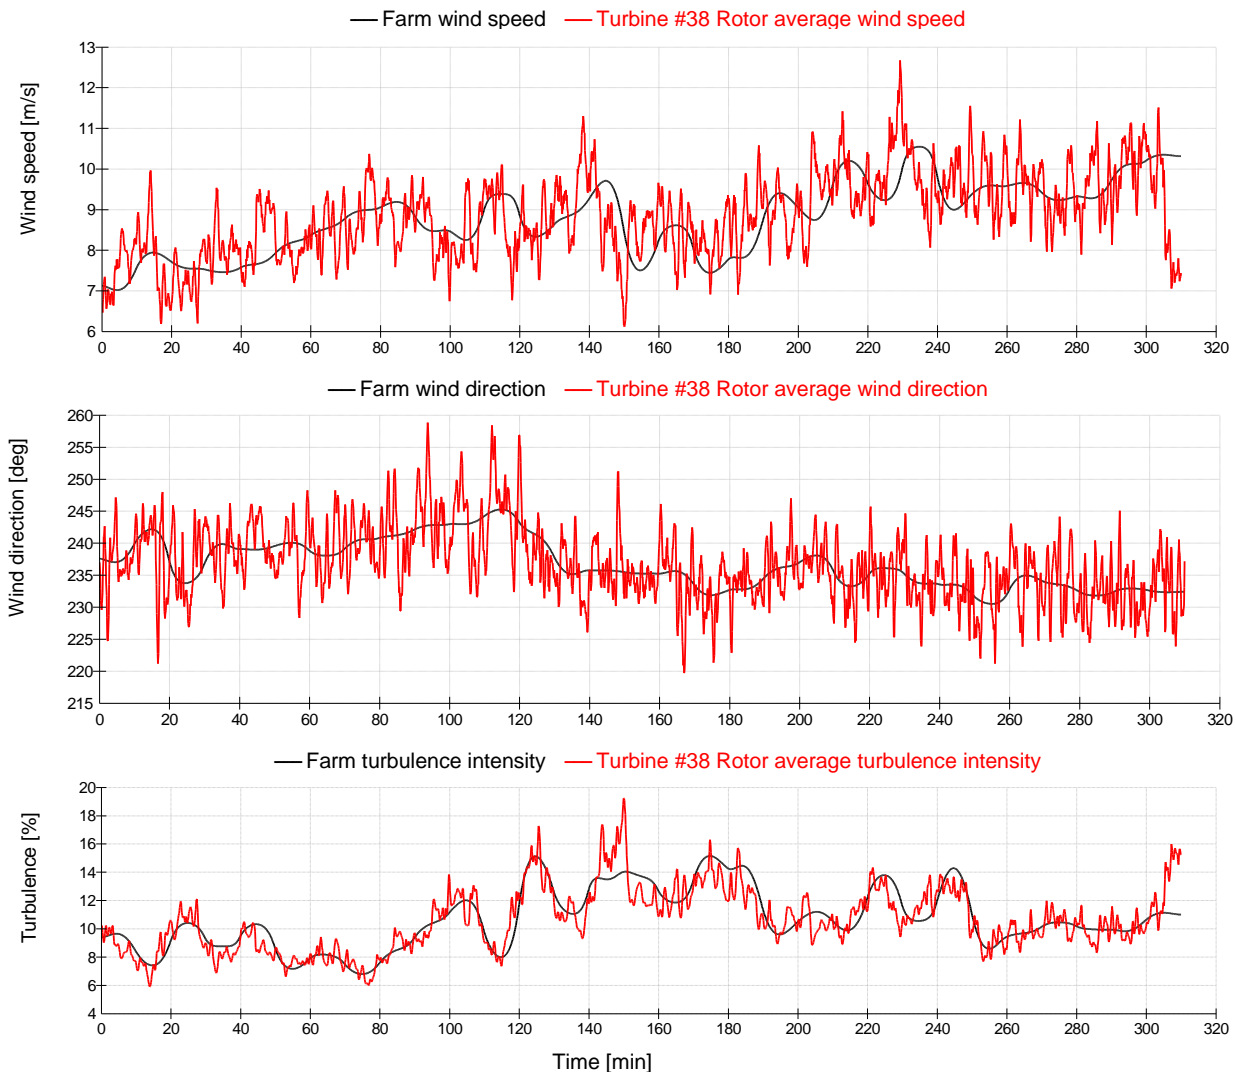 Farm wind speed Turbine #38 Rotor average wind speed
Wind speed [m/s]
13
12
11
10
9
8
7
6
0 20 40 60 80 100 120 140 160 180 200 220 240 260 280 300 320
Farm wind direction Turbine #38 Rotor average wind direction
Wind direction [deg]
260
255
250
245
240
235
230
225
220
215
0 20 40 60 80 100 120 140 160 180 200 220 240 260 280 300 320
Farm turbulence intensity Turbine #38 Rotor average turbulence intensity
Turbulence [%]
20
18
16
14
12
10
8
6
4
0 20 40 60 80 100 120 140 160 180 200 220 240 260 280 300 320
Time [min]